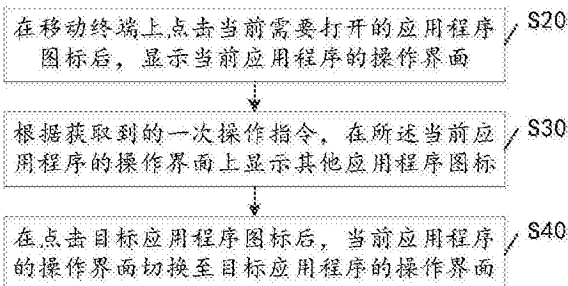 在移动终端上点击当前需要打开的应用程序
图标后，显示当前应用程序的操作界面
S20
根据获取到的一次操作指令，在所述当前应
用程序的操作界面上显示其他应用程序图标
S30
在点击目标应用程序图标后，当前应用程序
的操作界面切换至目标应用程序的操作界面
S40